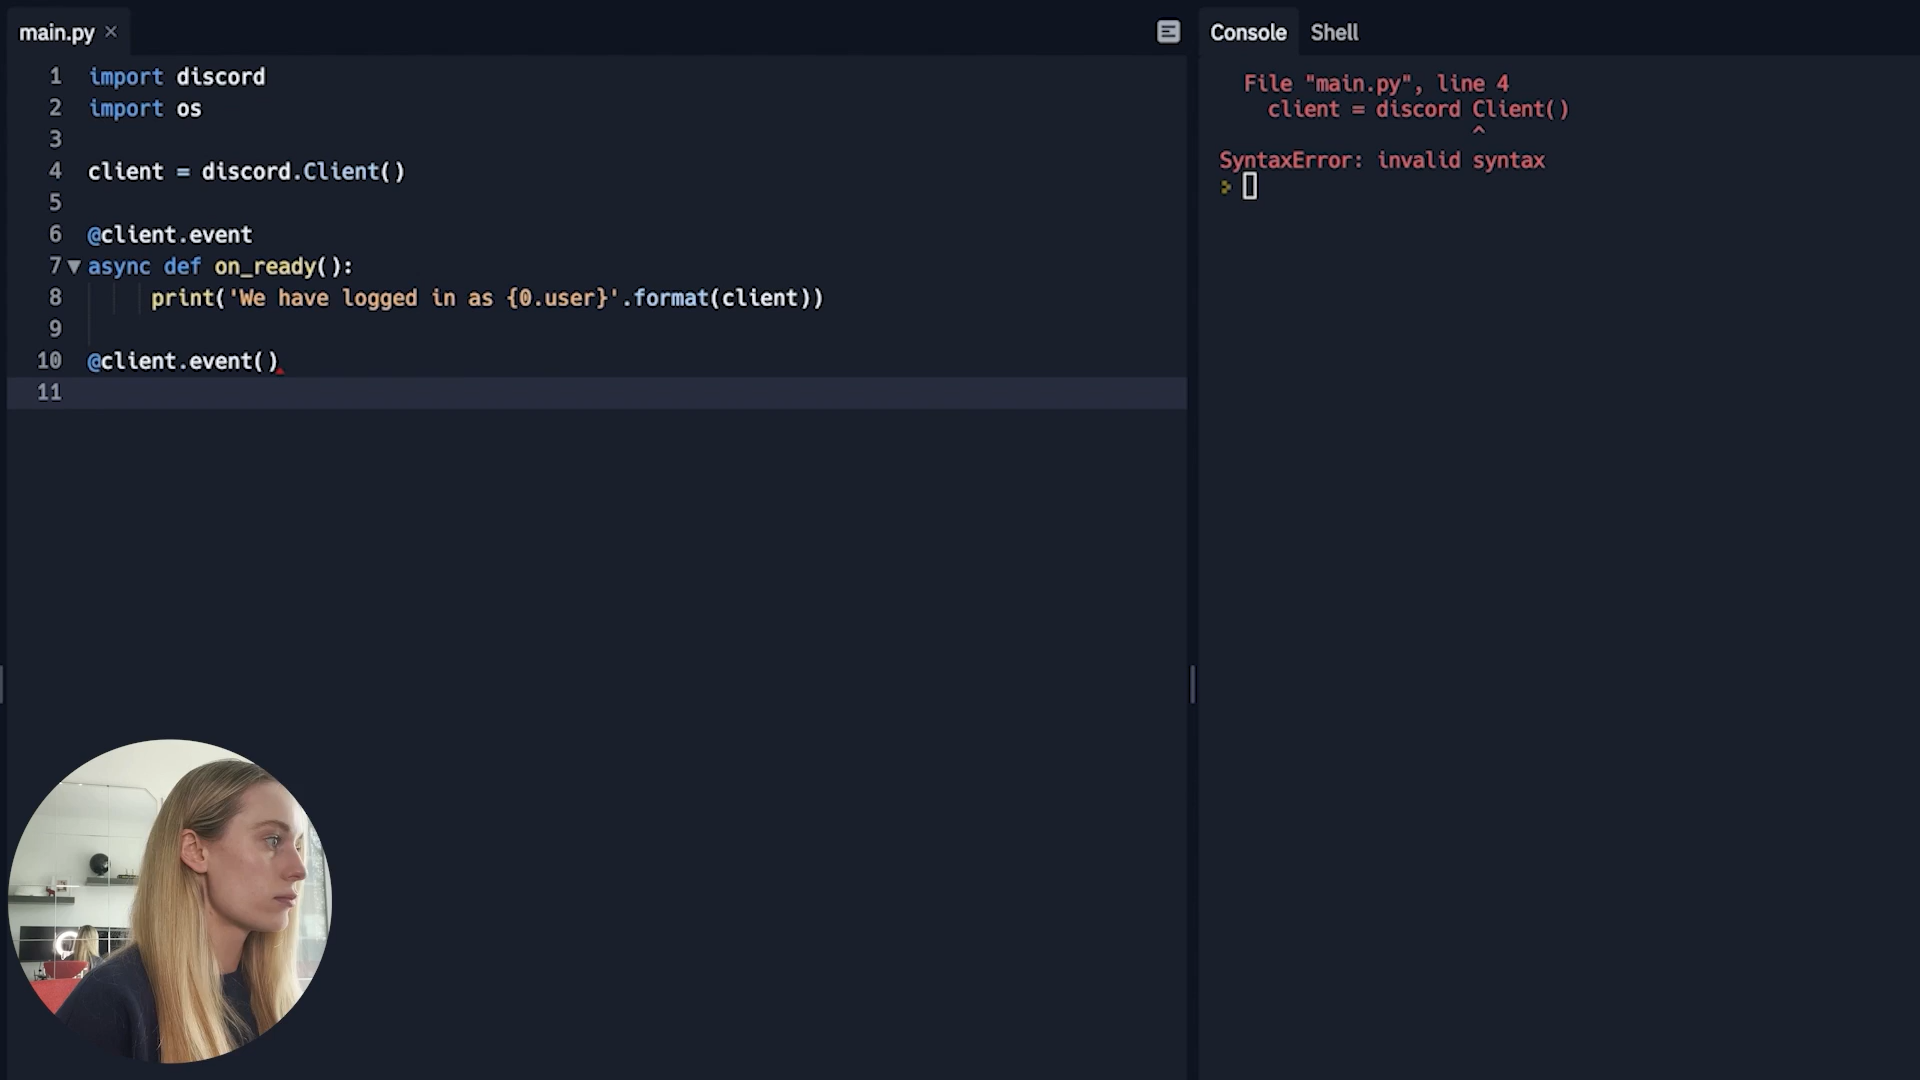 main.py ×
1 import discord
2 import os
3
4 client = discord.Client()
5
6 @client.event
7 async def on_ready():
8 print('We have logged in as {0.user}'.format(client))
9
10 @client.event()
11
Console Shell
File "main.py", line 4
client = discord Client()
^
SyntaxError: invalid syntax
>